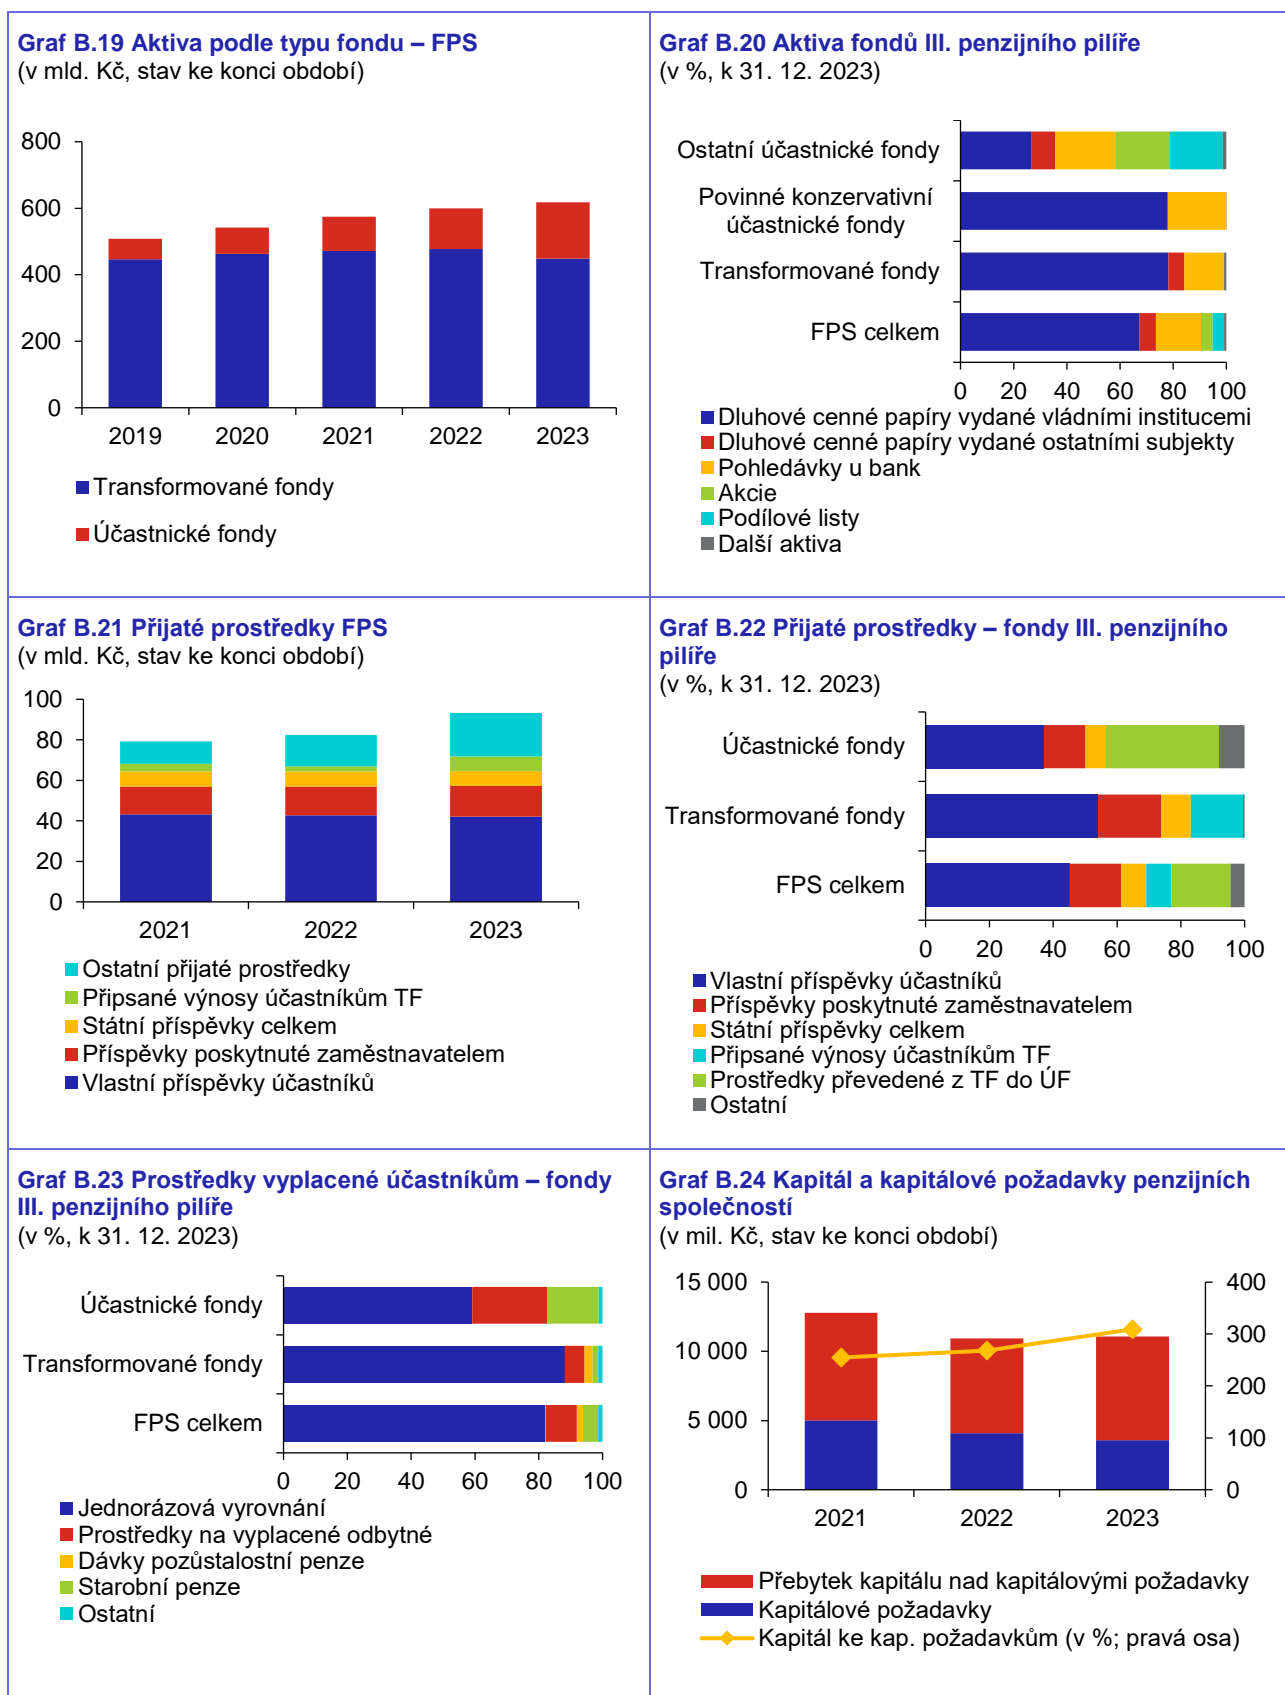 Graf B.19 Aktiva podle typu fondu – FPS
(v mld. Kč, stav ke konci období)
800
600
400
200
0
2019 2020 2021 2022 2023
Transformované fondy
Účastnické fondy
Graf B.20 Aktiva fondů III. penzijního pilíře
(v %, k 31. 12. 2023)
Ostatní účastnické fondy
Povinné konzervativní
účastnické fondy
Transformované fondy
FPS celkem
0 20 40 60 80 100
Dluhové cenné papíry vydané vládními institucemi
Dluhové cenné papíry vydané ostatními subjekty
Pohledávky u bank
Akcie
Podílové listy
Další aktiva
Graf B.21 Přijaté prostředky FPS
(v mld. Kč, stav ke konci období)
100
80
60
40
20
0
2021 2022 2023
Ostatní přijaté prostředky
Připsané výnosy účastníkům TF
Státní příspěvky celkem
Příspěvky poskytnuté zaměstnavatelem
Vlastní příspěvky účastníků
Graf B.22 Přijaté prostředky – fondy III. penzijního
pilíře
(v %, k 31. 12. 2023)
Účastnické fondy
Transformované fondy
FPS celkem
0 20 40 60 80 100
Vlastní příspěvky účastníků
Příspěvky poskytnuté zaměstnavatelem
Státní příspěvky celkem
Připsané výnosy účastníkům TF
Prostředky převedené z TF do ÚF
Ostatní
Graf B.23 Prostředky vyplacené účastníkům – fondy
III. penzijního pilíře
(v %, k 31. 12. 2023)
Účastnické fondy
Transformované fondy
FPS celkem
0 20 40 60 80 100
Jednorázová vyrovnání
Prostředky na vyplacené odbytné
Dávky pozůstalostní penze
Starobní penze
Ostatní
Graf B.24 Kapitál a kapitálové požadavky penzijních
společností
(v mil. Kč, stav ke konci období)
15 000 400
300
10 000
200
5 000
100
0 0
2021 2022 2023
Přebytek kapitálu nad kapitálovými požadavky
Kapitálové požadavky
Kapitál ke kap. požadavkům (v %; pravá osa)